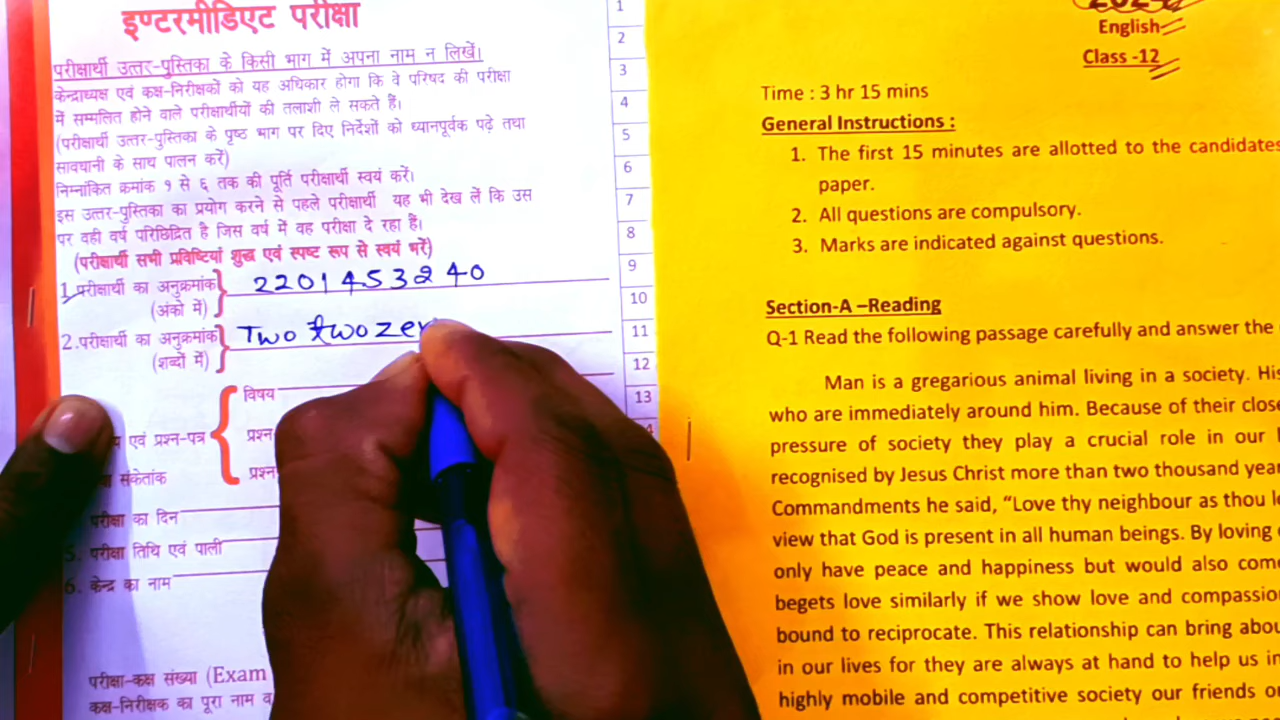 इण्टरमीडिएट परीक्षा
परीक्षार्थी उत्तर-पुस्तिका के किसी भाग में अपना नाम न लिखें।
केन्द्राध्यक्ष एवं कक्ष-निरीक्षकों को यह अधिकार होगा कि वे परिषद की परीक्षा
में सम्मलित होने वाले परीक्षार्थीयों की तलाशी ले सकते हैं।
(परीक्षार्थी उत्तर-पुस्तिका के पृष्ठ भाग पर दिए निर्देशों को ध्यानपूर्वक पढ़े तथा
सावधानी के साथ पालन करें)
निम्नांकित क्रमांक १ से ६ तक की पूर्ति परीक्षार्थी स्वयं करें।
इस उत्तर-पुस्तिका का प्रयोग करने से पहले परीक्षार्थी यह भी देख लें कि उस
पर वही वर्ष परिछिद्रित है जिस वर्ष में वह परीक्षा दे रहा हैं।
(परीक्षार्थी सभी प्रविष्टियां शुद्ध एवं स्पष्ट रूप से स्वयं भरें)
1. परीक्षार्थी का अनुक्रमांक 2201453240
(अंको में)
2. परीक्षार्थी का अनुक्रमांक Two two zer
(शब्दों में)
विषय
एवं प्रश्न-पत्र प्रश्न
संकेतांक प्रश्न
परीक्षा का दिन
5. परीक्षा तिथि एवं पाली
6. केन्द्र का नाम
परीक्षा-कक्ष संख्या (Exam
कक्ष-निरीक्षक का पूरा नाम व
1
2
3
4
5
6
7
8
9
10
11
12
13
English
Class -12
Time : 3 hr 15 mins
General Instructions :
1. The first 15 minutes are allotted to the candidates
paper.
2. All questions are compulsory.
3. Marks are indicated against questions.
Section-A –Reading
Q-1 Read the following passage carefully and answer the
Man is a gregarious animal living in a society. His
who are immediately around him. Because of their close
pressure of society they play a crucial role in our
recognised by Jesus Christ more than two thousand year
Commandments he said, “Love thy neighbour as thou
view that God is present in all human beings. By loving
only have peace and happiness but would also come
begets love similarly if we show love and compassion
bound to reciprocate. This relationship can bring about
in our lives for they are always at hand to help us in
highly mobile and competitive society our friends or